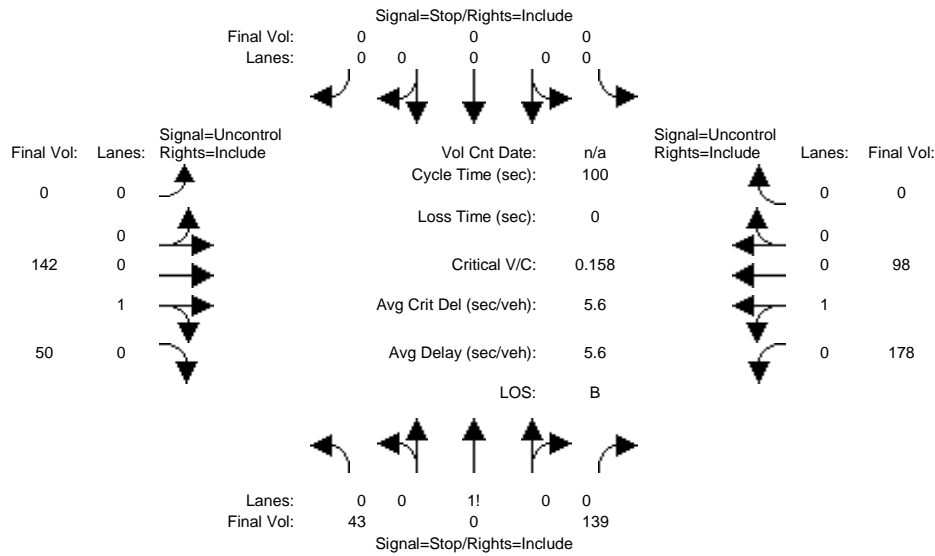 Signal=Stop/Rights=Include
Final Vol: 0 0 0
Lanes: 0 0 0 0 0
Signal=Uncontrol Signal=Uncontrol
Final Vol: Lanes: Rights=Include Vol Cnt Date: n/a Rights=Include Lanes: Final Vol:
Cycle Time (sec): 100
0 0 0 0
Loss Time (sec): 0
0 0
142 0 Critical V/C: 0.158 0 98
1 Avg Crit Del (sec/veh): 5.6 1
50 0 Avg Delay (sec/veh): 5.6 0 178
LOS: B
Lanes: 0 0 1! 0 0
Final Vol: 43 0 139
Signal=Stop/Rights=Include